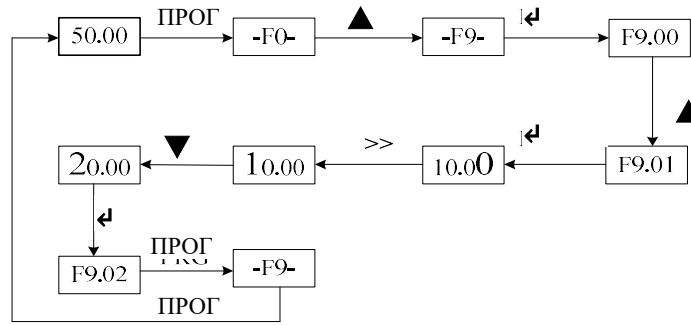 ПРОГ
50.00 -F0- ▲ -F9- ↵ F9.00
▲
20.00 ▼ 10.00 >> 10.00 ↵ F9.01
↵
F9.02 ПРОГ -F9-
ПРОГ